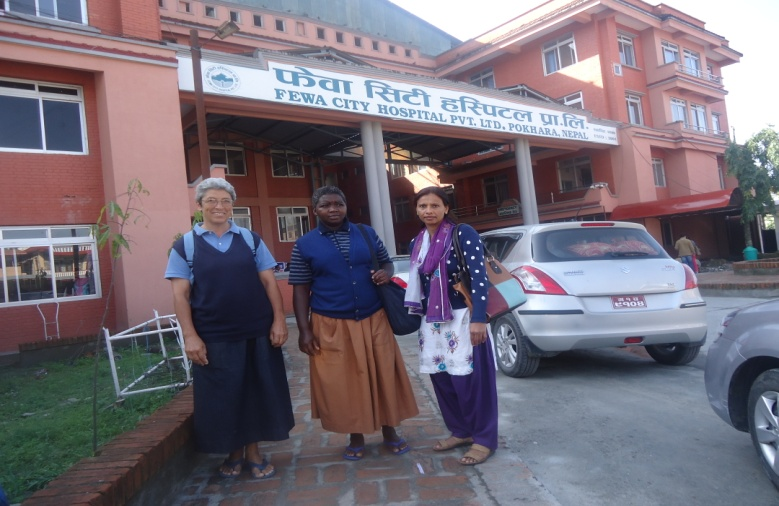 फेवा सिटी हस्पिटल प्रा.लि.
FEWA CITY HOSPITAL PVT. LTD. POKHARA, NEPAL